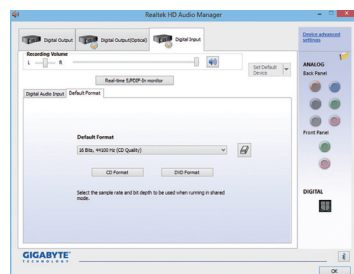 Realtek HD Audio Manager
Digital Output
Digital Output(Optical)
Digital Input
Device advanced
settings
Recording Volume
L
R
Set Default
Device
ANALOG
Back Panel
Real-time S/PDIF-In monitor
Digital Audio Input
Default Format
Default Format
16 Bits, 44100 Hz (CD Quality)
CD Format
DVD Format
Select the sample rate and bit depth to be used when running in shared
mode.
Front Panel
DIGITAL
GIGABYTE
TECHNOLOGY
OK